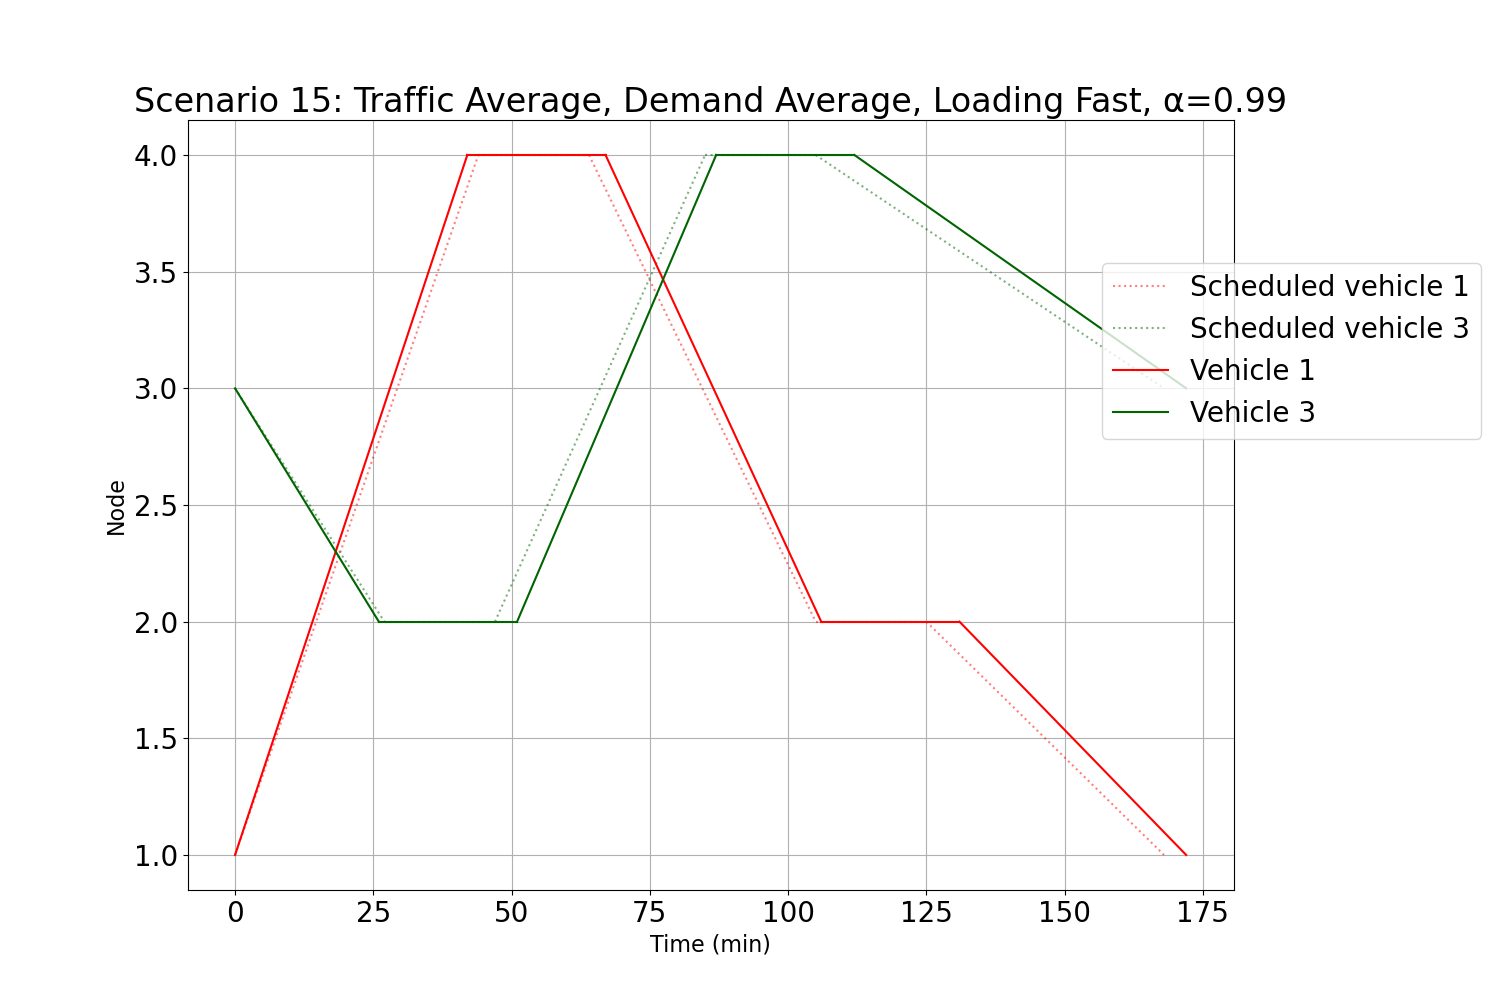 Scenario 15: Traffic Average, Demand Average, Loading Fast, α=0.99
4.0
3.5
3.0
2.5
2.0
1.5
1.0
Node
0 25 50 75 100 125 150 175
Time (min)
Scheduled vehicle 1
Scheduled vehicle 3
Vehicle 1
Vehicle 3